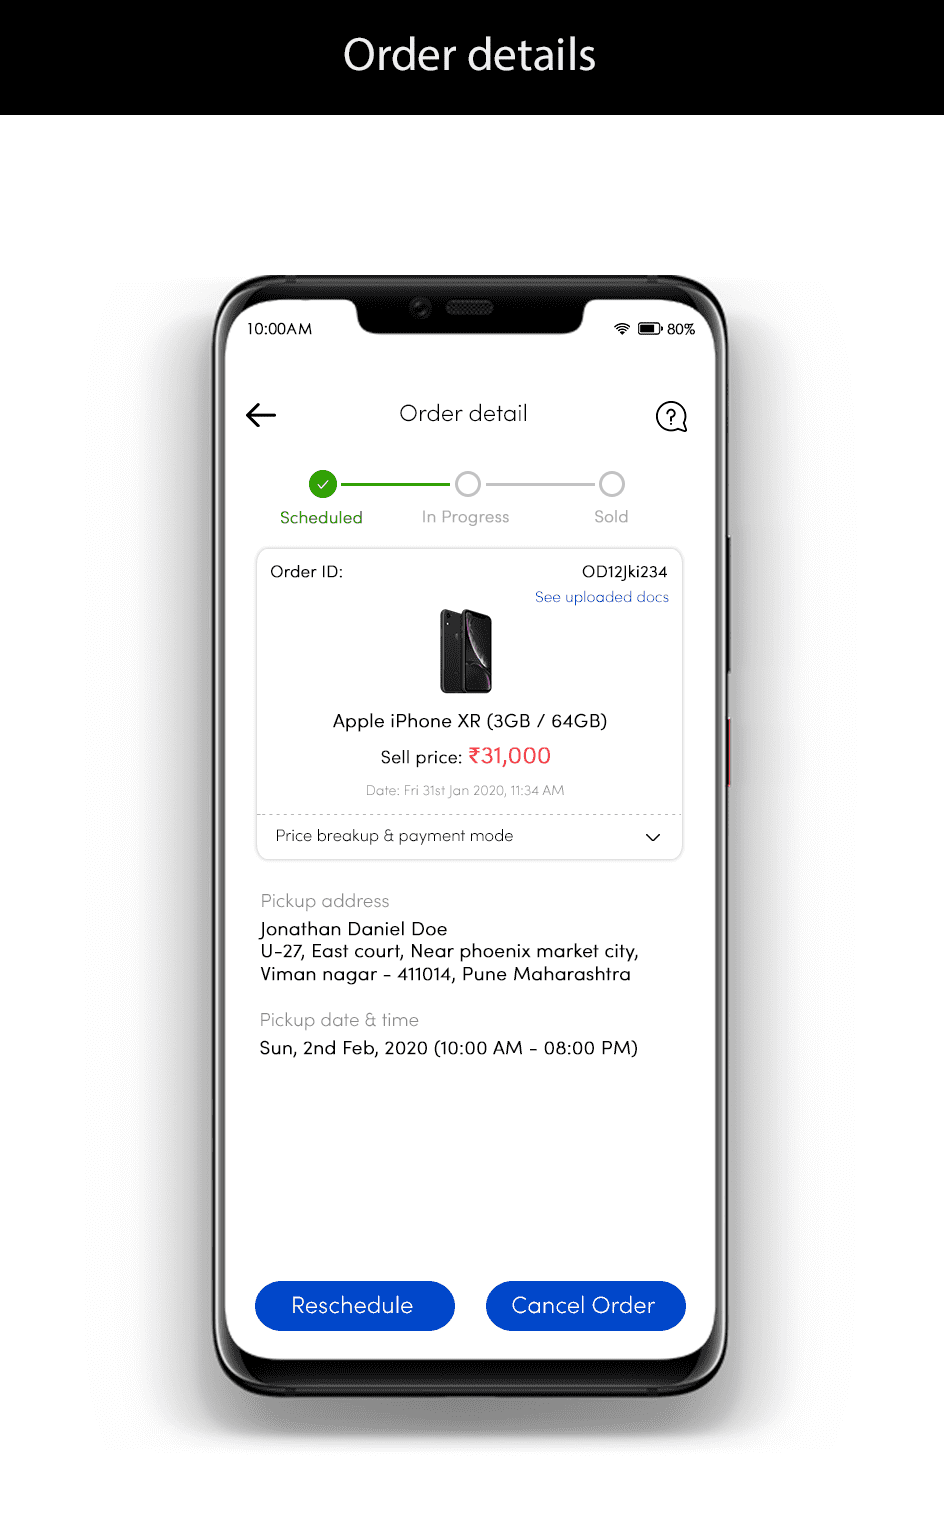 Order details
10:00AM
80%
Order detail
?
Scheduled
In Progress
Sold
Order ID:
OD12Jki234
See uploaded docs
Apple iPhone XR (3GB / 64GB)
Sell price: ₹31,000
Date: Fri 31st Jan 2020, 11:34 AM
Price breakup & payment mode
Pickup address
Jonathan Daniel Doe
U-27, East court, Near phoenix market city,
Viman nagar - 411014, Pune Maharashtra
Pickup date & time
Sun, 2nd Feb, 2020 (10:00 AM - 08:00 PM)
Reschedule
Cancel Order